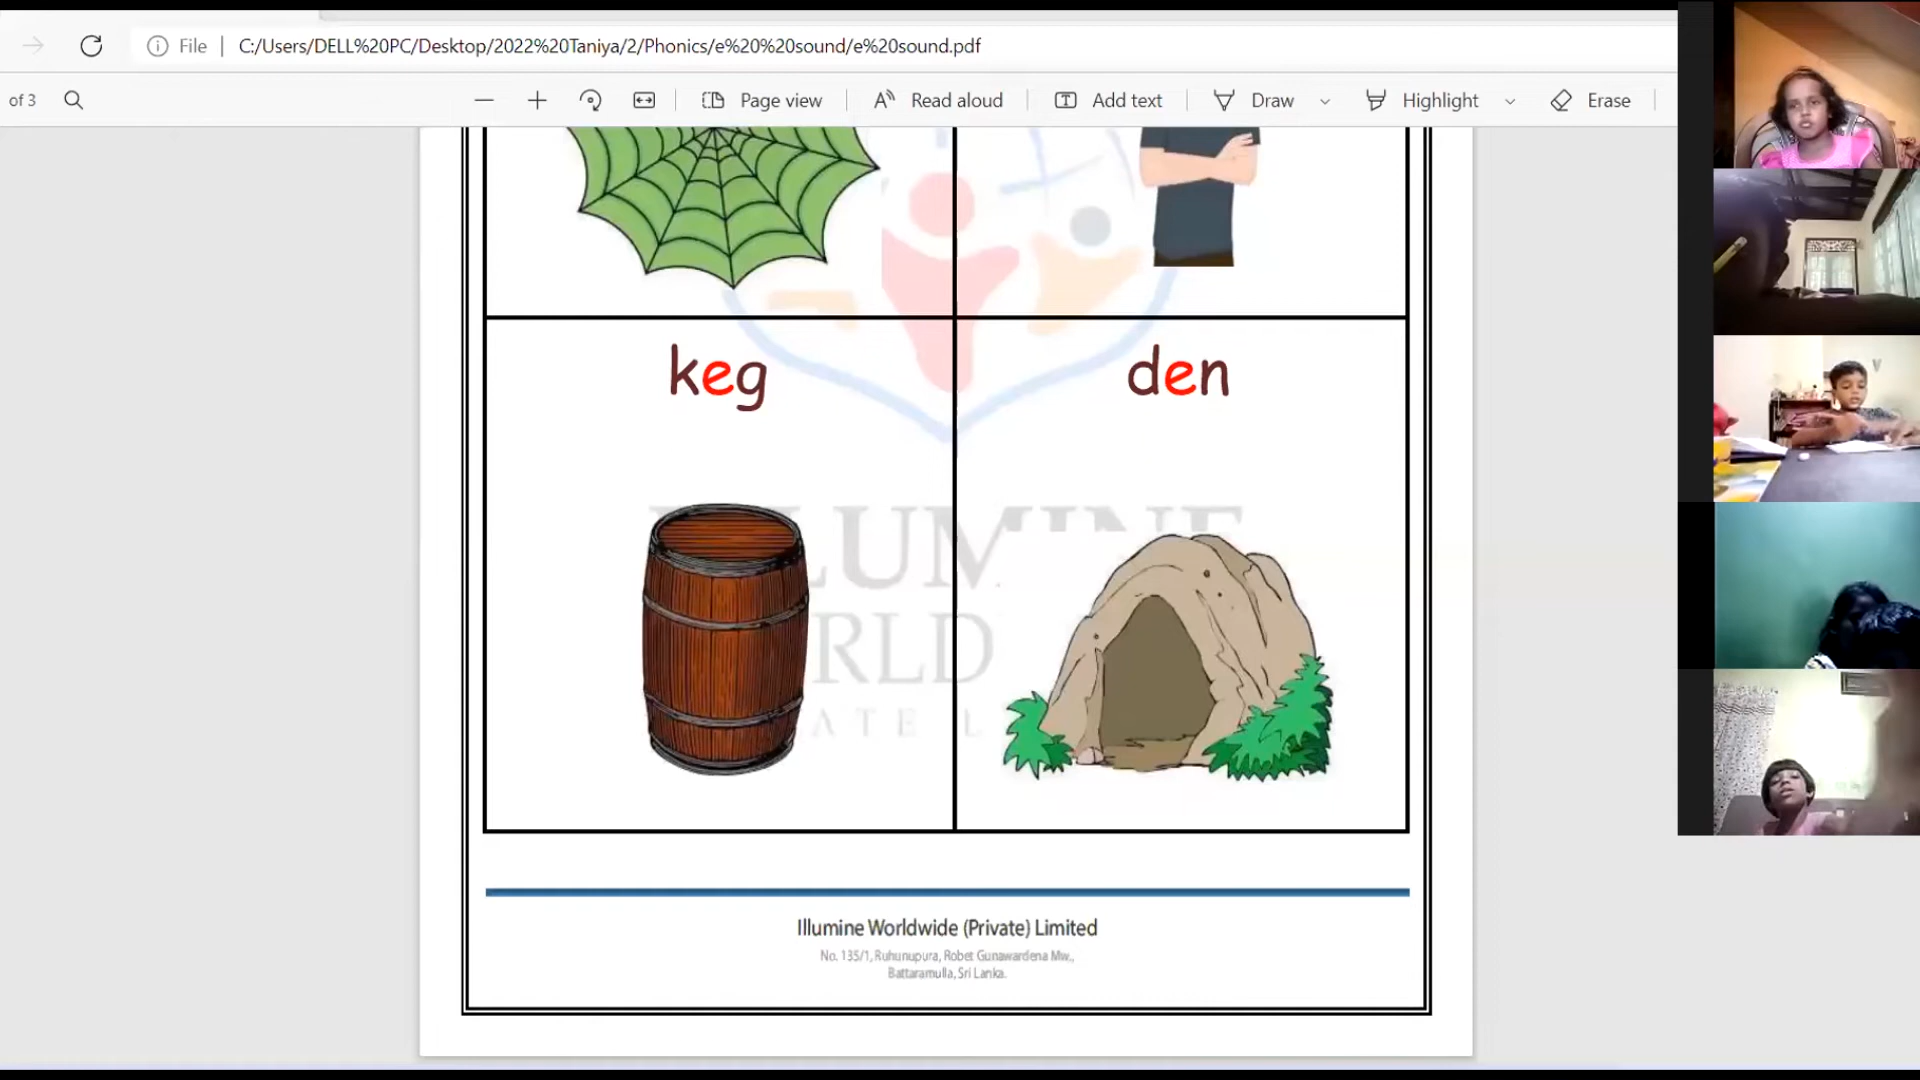 File | C:/Users/DELL%20PC/Desktop/2022%20Taniya/2/Phonics/e%20%20sound/e%20sound.pdf
of 3 Page view Read aloud Add text Draw Highlight Erase
keg den
Illumine Worldwide (Private) Limited
No. 135/1, Ruhunupura, Robet Gunawardena Mw.,
Battaramulla, Sri Lanka.